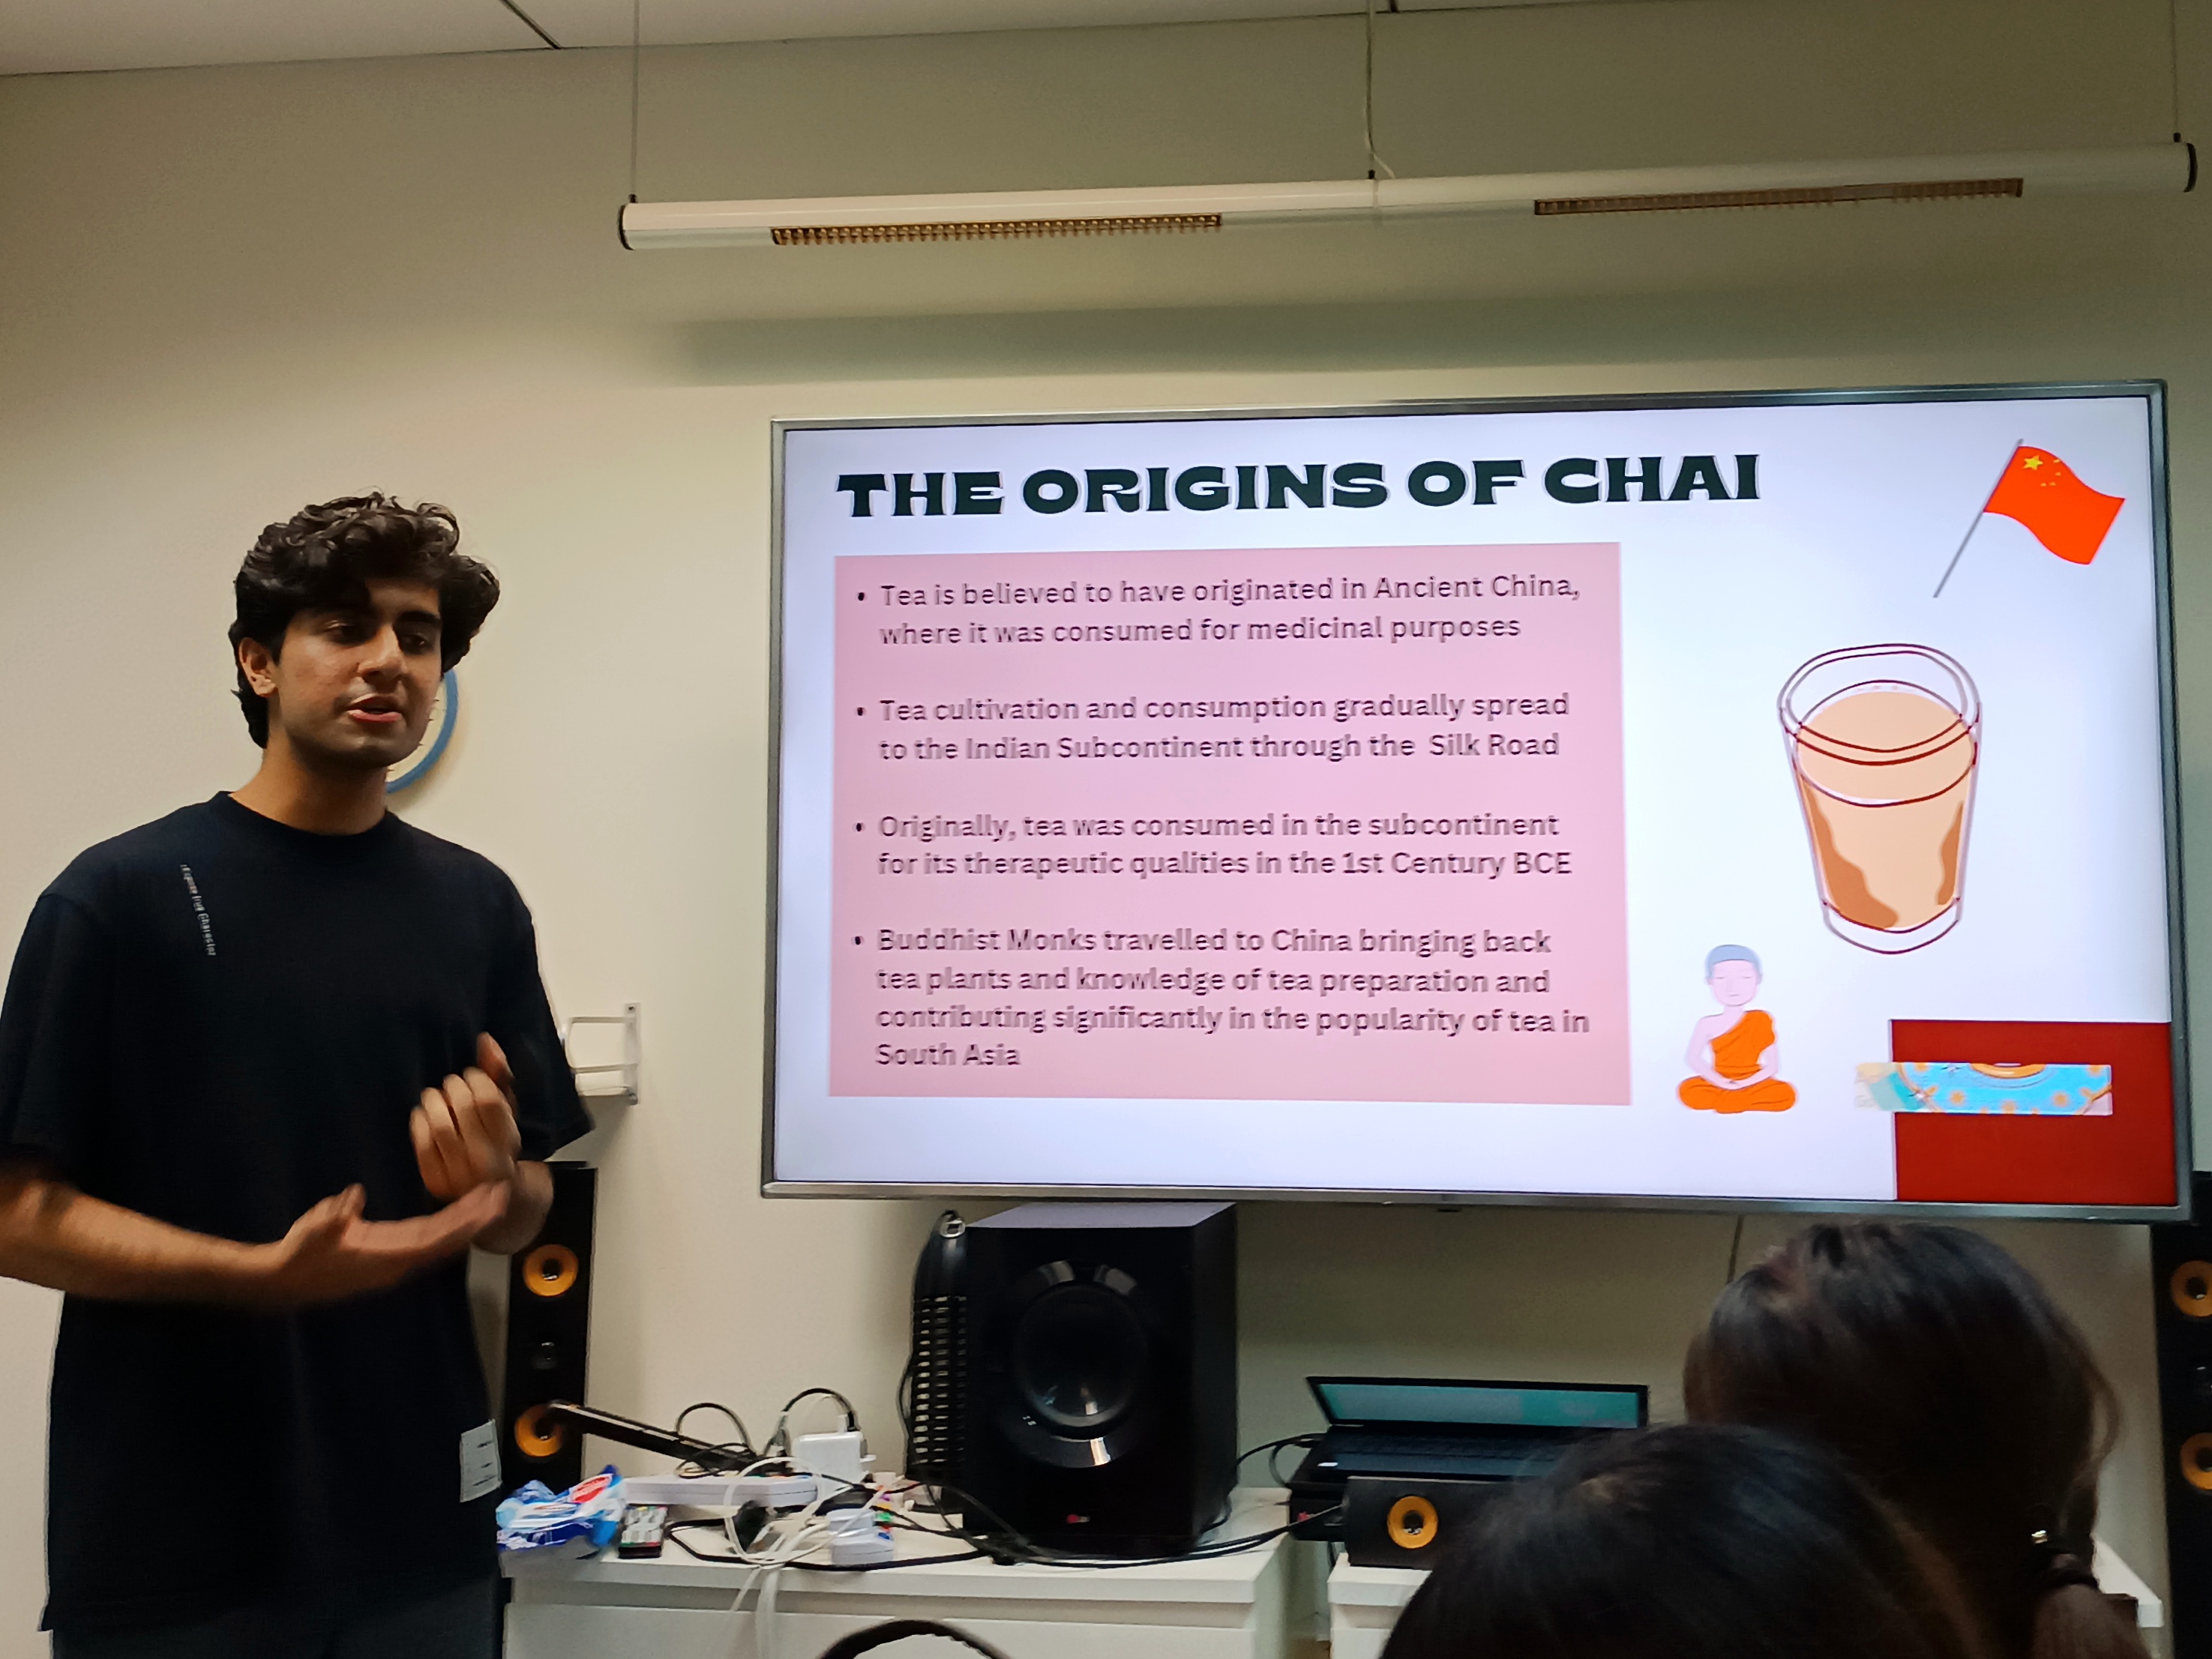 THE ORIGINS OF CHAI
• Tea is believed to have originated in Ancient China,
where it was consumed for medicinal purposes
• Tea cultivation and consumption gradually spread
to the Indian Subcontinent through the Silk Road
• Originally, tea was consumed in the subcontinent
for its therapeutic qualities in the 1st Century BCE
• Buddhist Monks travelled to China bringing back
tea plants and knowledge of tea preparation and
contributing significantly in the popularity of tea in
South Asia